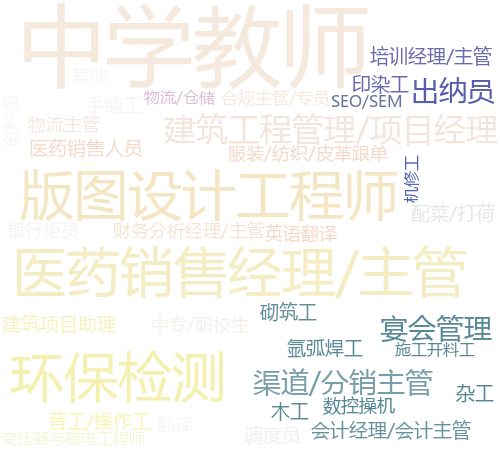 中学教师
培训经理/主管
其他
印染工
出纳员
物流/仓储
合规主管/专员
SEO/SEM
手缝工
物流主管
建筑工程管理/项目经理
医药销售人员
服装/纺织/皮革跟单
机修工
版图设计工程师
配菜/打荷
银行柜员
财务分析经理/主管
英语翻译
医药销售经理/主管
砌筑工
建筑项目助理
中专/职校生
宴会管理
氩弧焊工
施工开料工
环保检测
渠道/分销主管
杂工
木工
数控操机
普工/操作工
翻译
调度员
会计经理/会计主管
变压器与磁电工程师